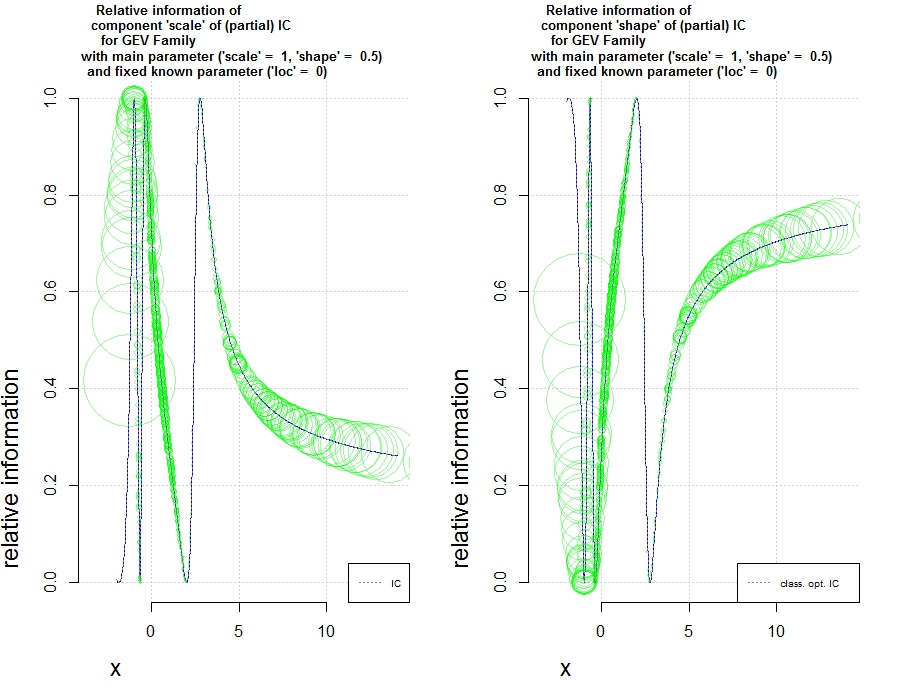 Relative information of
component 'scale' of (partial) IC
for GEV Family
with main parameter ('scale' = 1, 'shape' = 0.5)
and fixed known parameter ('loc' = 0)
1.0
0.8
0.6
0.4
0.2
0.0
relative information
0 5 10
x
IC
Relative information of
component 'shape' of (partial) IC
for GEV Family
with main parameter ('scale' = 1, 'shape' = 0.5)
and fixed known parameter ('loc' = 0)
1.0
0.8
0.6
0.4
0.2
0.0
relative information
0 5 10
x
class. opt. IC